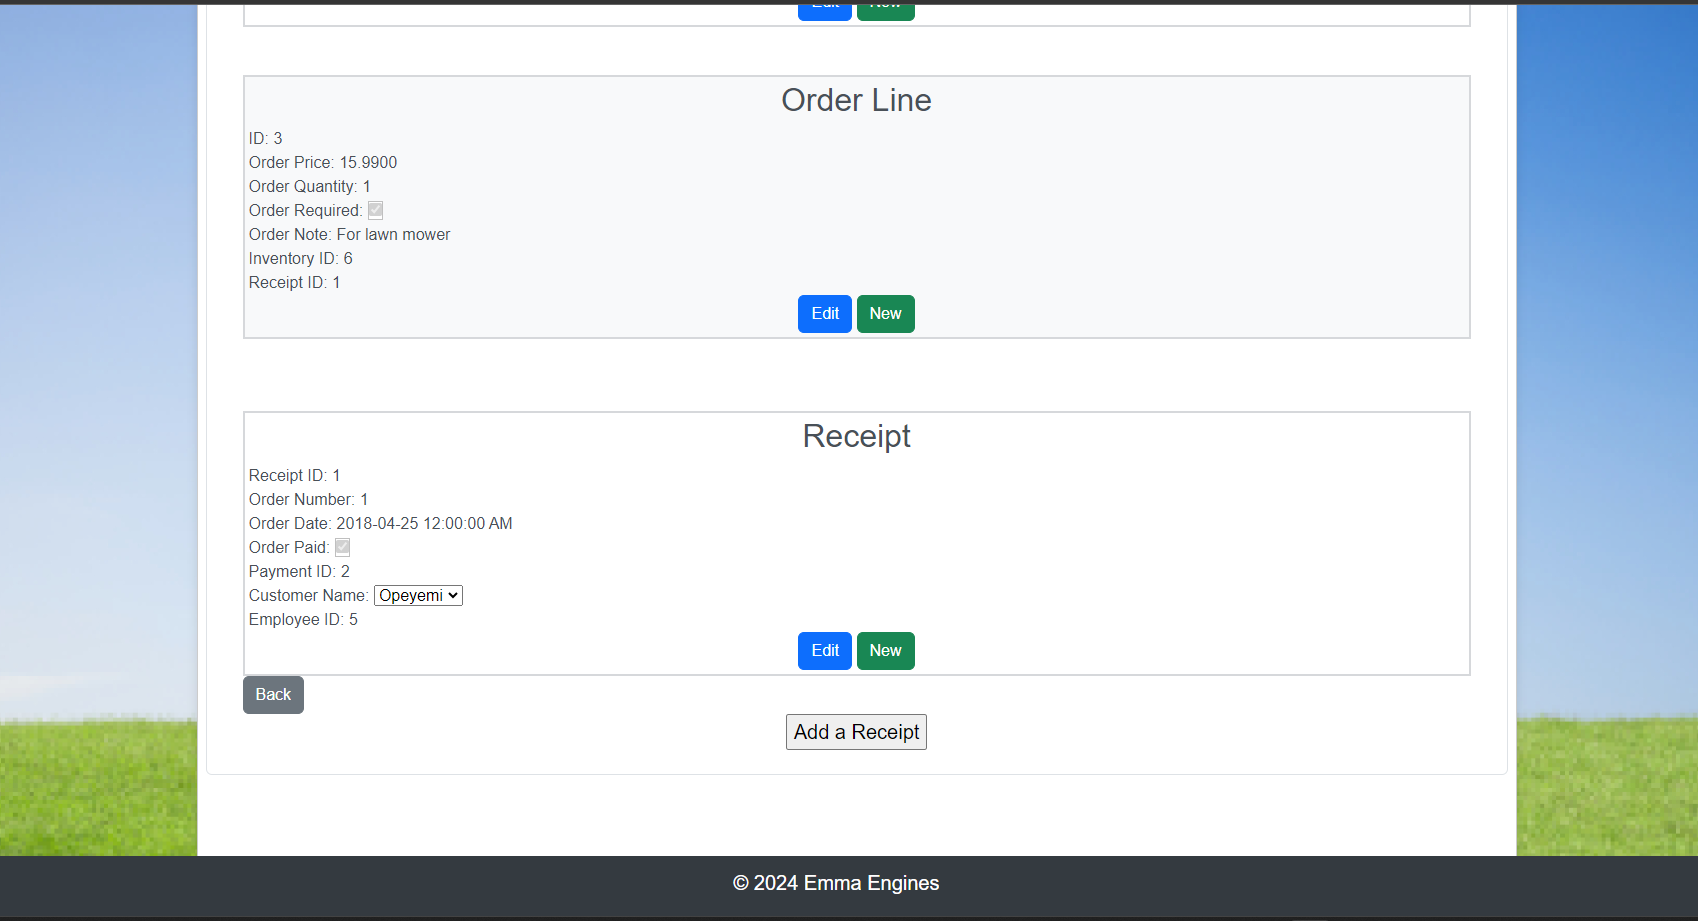 Edit New
Order Line
ID: 3
Order Price: 15.9900
Order Quantity: 1
Order Required:
Order Note: For lawn mower
Inventory ID: 6
Receipt ID: 1
Edit New
Receipt
Receipt ID: 1
Order Number: 1
Order Date: 2018-04-25 12:00:00 AM
Order Paid:
Payment ID: 2
Customer Name: Opeyemi
Employee ID: 5
Edit New
Back
Add a Receipt
© 2024 Emma Engines